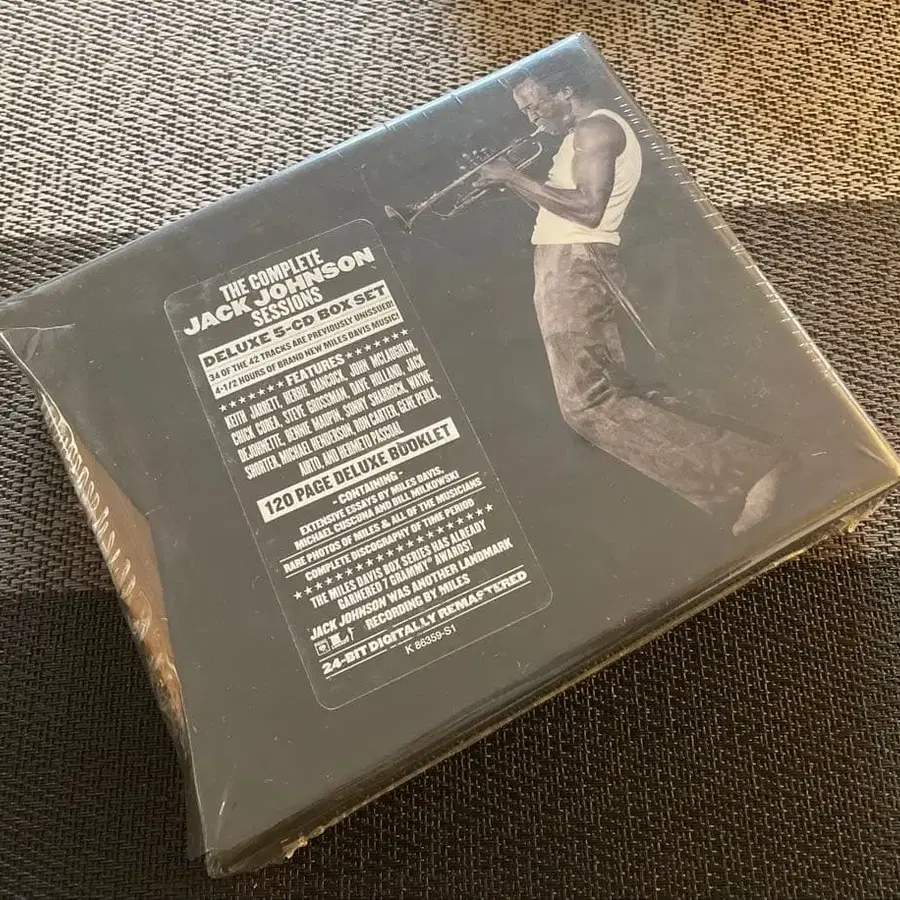 THE COMPLETE
JACK JOHNSON
SESSIONS
DELUXE 5-CD BOX SET
34 OF THE 42 TRACKS ARE PREVIOUSLY UNISSUED!
4-1/2 HOURS OF BRAND NEW MILES DAVIS MUSIC!
★★★★★★ FEATURES ★★★★★★
KEITH JARRETT, HERBIE HANCOCK, JOHN MCLAUGHLIN,
CHICK COREA, STEVE GROSSMAN, DAVE HOLLAND, JACK
DEJOHNETTE, BENNIE MAUPIN, SONNY SHARROCK, WAYNE
SHORTER, MICHAEL HENDERSON, RON CARTER, GENE PERLA,
AIRTO, AND HERMETO PASCOAL
120 PAGE DELUXE BOOKLET
- CONTAINING -
EXTENSIVE ESSAYS BY MILES DAVIS,
MICHAEL CUSCUNA AND BILL MILKOWSKI
RARE PHOTOS OF MILES & ALL OF THE MUSICIANS
COMPLETE DISCOGRAPHY OF TIME PERIOD
THE MILES DAVIS BOX SERIES HAS ALREADY
GARNERED 7 GRAMMY® AWARDS!
JACK JOHNSON WAS ANOTHER LANDMARK
RECORDING BY MILES
24-BIT DIGITALLY REMASTERED
K 86359-S1